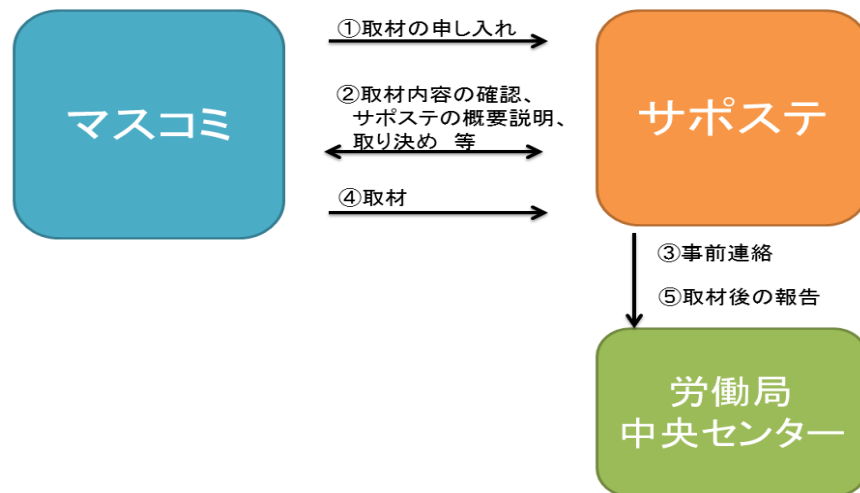 マスコミ
①取材の申し入れ
②取材内容の確認、
サポステの概要説明、
取り決め 等
④取材
サポステ
③事前連絡
⑤取材後の報告
労働局
中央センター